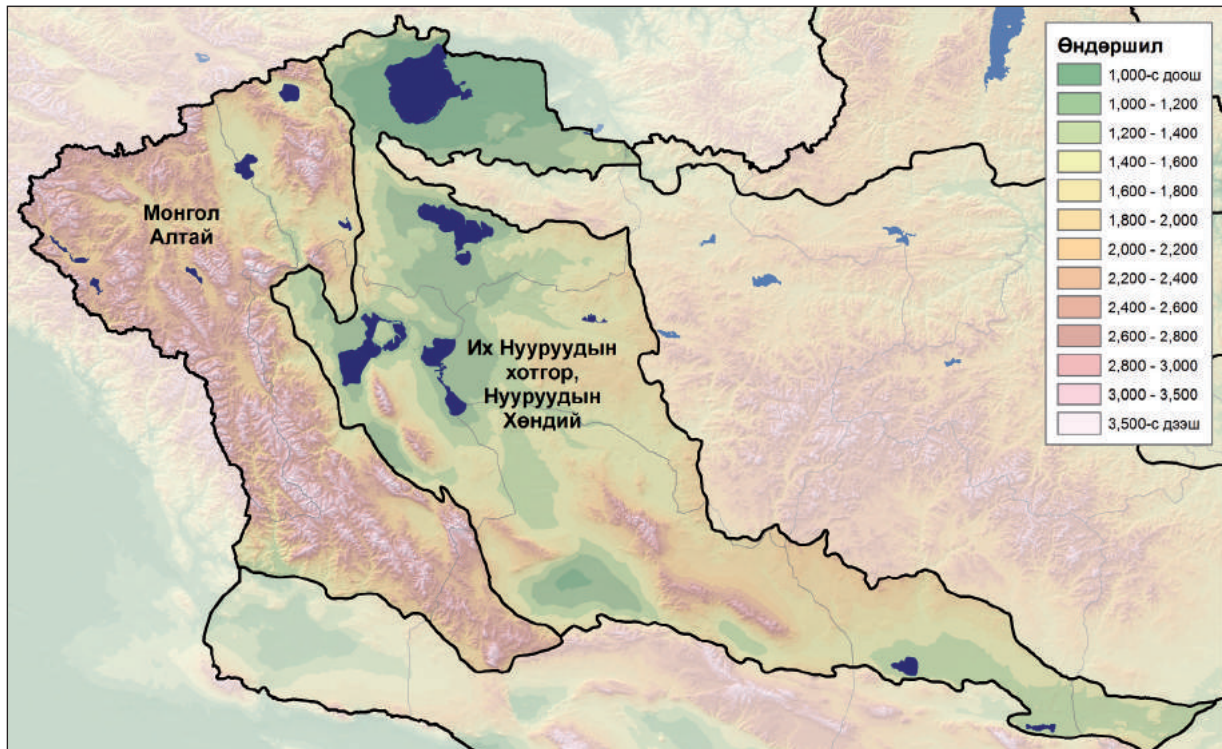 Өндөршил
1,000-с доош
1,000 - 1,200
1,200 - 1,400
1,400 - 1,600
1,600 - 1,800
1,800 - 2,000
2,000 - 2,200
2,200 - 2,400
2,400 - 2,600
2,600 - 2,800
2,800 - 3,000
3,000 - 3,500
3,500-с дээш
Монгол
Алтай
Их Нууруудын
хотгор,
Нууруудын
Хөндий